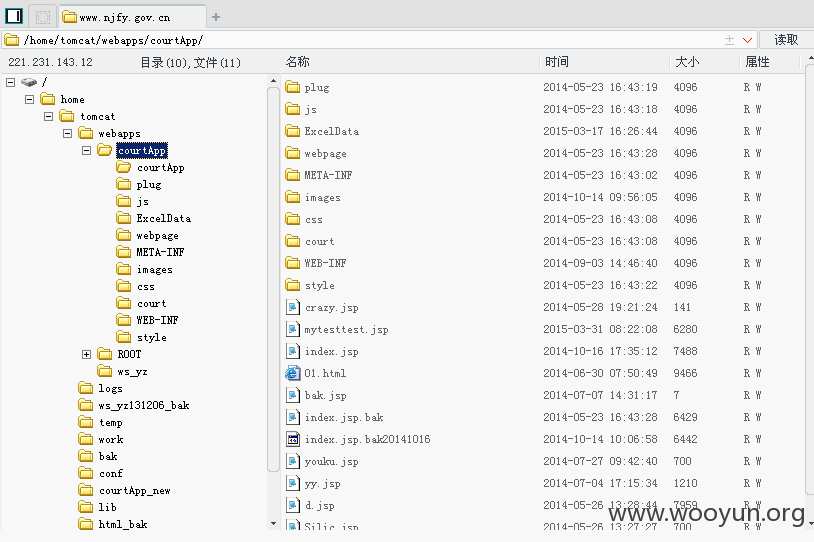 www.njfy.gov.cn
/home/tomcat/webapps/courtApp/
读取
221.231.143.12 目录(10),文件(11)
名称 时间 大小 属性
/
home
tomcat
webapps
courtApp
courtApp
plug
js
ExcelData
webpage
META-INF
images
css
court
WEB-INF
style
ROOT
ws_yz
logs
ws_yz131206_bak
temp
work
bak
conf
courtApp_new
lib
html_bak
plug 2014-05-23 16:43:19 4096 R W
js 2014-05-23 16:43:18 4096 R W
ExcelData 2015-03-17 16:26:44 4096 R W
webpage 2014-05-23 16:43:28 4096 R W
META-INF 2014-05-23 16:43:02 4096 R W
images 2014-10-14 09:56:05 4096 R W
css 2014-05-23 16:43:08 4096 R W
court 2014-05-23 16:43:08 4096 R W
WEB-INF 2014-09-03 14:46:40 4096 R W
style 2014-05-23 16:43:22 4096 R W
crazy.jsp 2014-05-28 19:21:24 141 R W
mytesttest.jsp 2015-03-31 08:22:08 6280 R W
index.jsp 2014-10-16 17:35:12 7488 R W
01.html 2014-06-30 07:50:49 9466 R W
bak.jsp 2014-07-07 14:31:17 7 R W
index.jsp.bak 2014-05-23 16:43:28 6429 R W
index.jsp.bak20141016 2014-10-14 10:06:58 6442 R W
youku.jsp 2014-07-27 09:42:40 700 R W
yy.jsp 2014-07-04 17:15:34 1210 R W
d.jsp 2014-05-26 13:28:44 7959 R W
Silic.jsp 2014-05-26 13:27:27 700 R W
www.wooyun.org